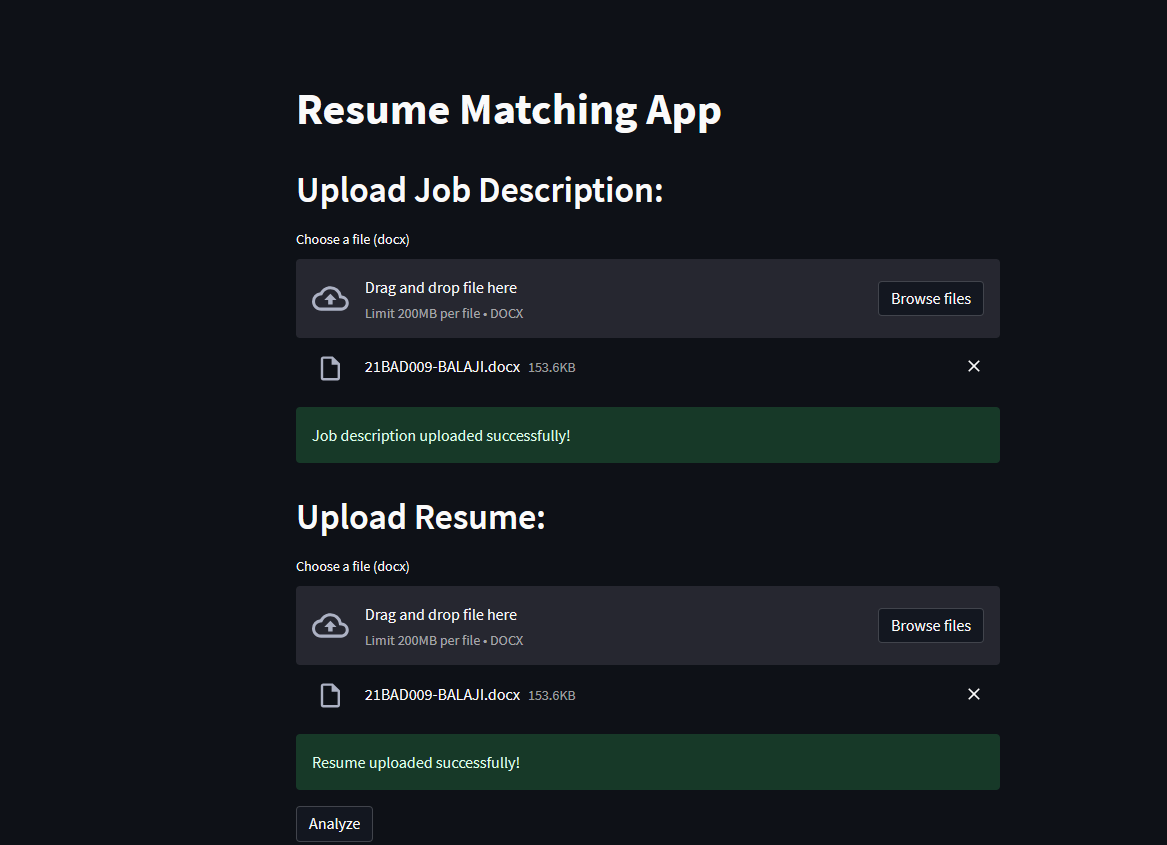 Resume Matching App
Upload Job Description:
Choose a file (docx)
Drag and drop file here
Limit 200MB per file • DOCX
Browse files
21BAD009-BALAJI.docx 153.6KB
Job description uploaded successfully!
Upload Resume:
Choose a file (docx)
Drag and drop file here
Limit 200MB per file • DOCX
Browse files
21BAD009-BALAJI.docx 153.6KB
Resume uploaded successfully!
Analyze